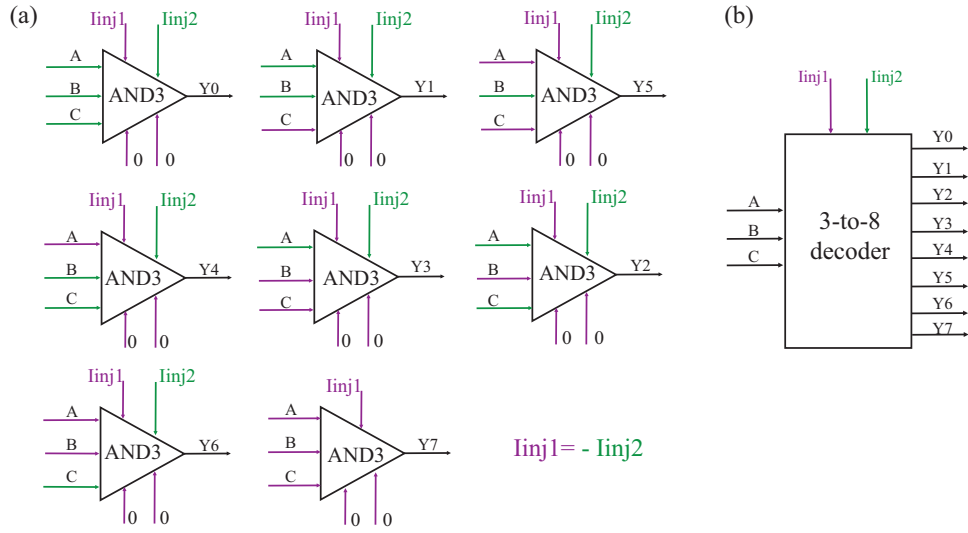 (a)
Iinj1 Iinj2
A
B
C
AND3
Y0
0 0
Iinj1 Iinj2
A
B
C
AND3
Y1
0 0
Iinj1 Iinj2
A
B
C
AND3
Y5
0 0
Iinj1 Iinj2
A
B
C
AND3
Y4
0 0
Iinj1 Iinj2
A
B
C
AND3
Y3
0 0
Iinj1 Iinj2
A
B
C
AND3
Y2
0 0
Iinj1 Iinj2
A
B
C
AND3
Y6
0 0
Iinj1
A
B
C
AND3
Y7
0 0
Iinj1= - Iinj2
(b)
Iinj1 Iinj2
A
B
C
3-to-8
decoder
Y0
Y1
Y2
Y3
Y4
Y5
Y6
Y7